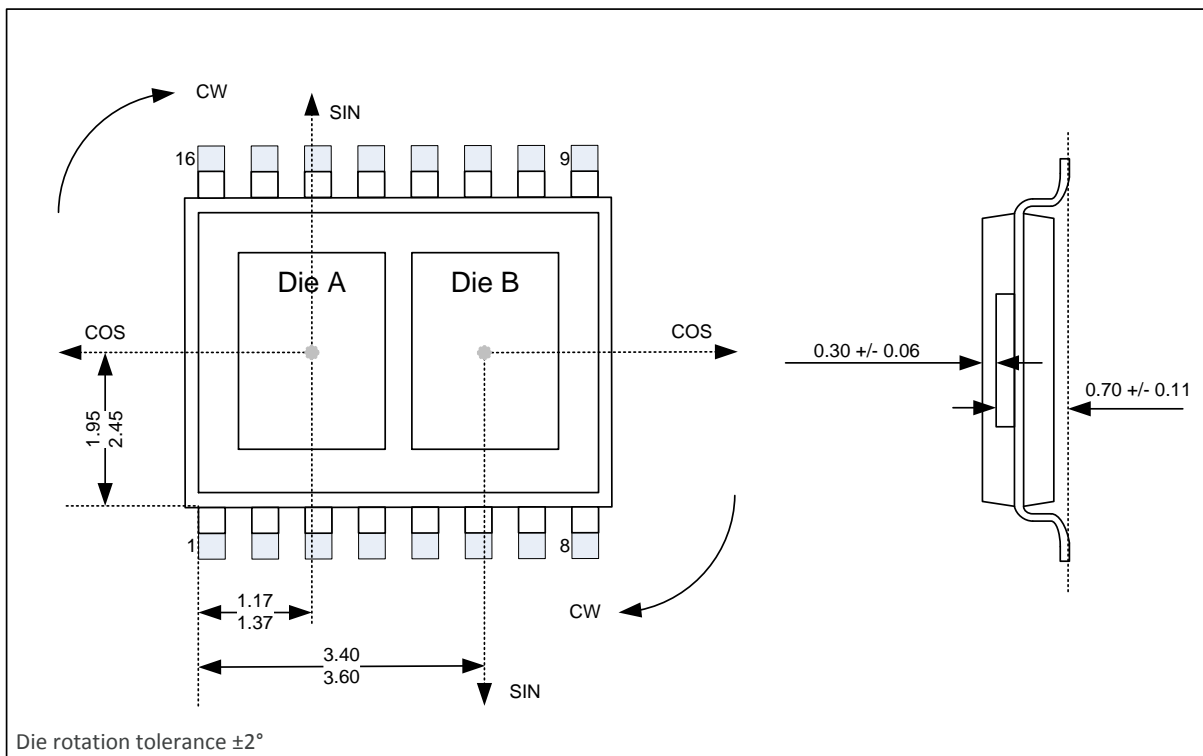 CW
SIN
16
9
Die A
Die B
COS
COS
0.30 +/- 0.06
0.70 +/- 0.11
1.95
2.45
1
8
1.17
1.37
CW
3.40
3.60
SIN
Die rotation tolerance ±2°